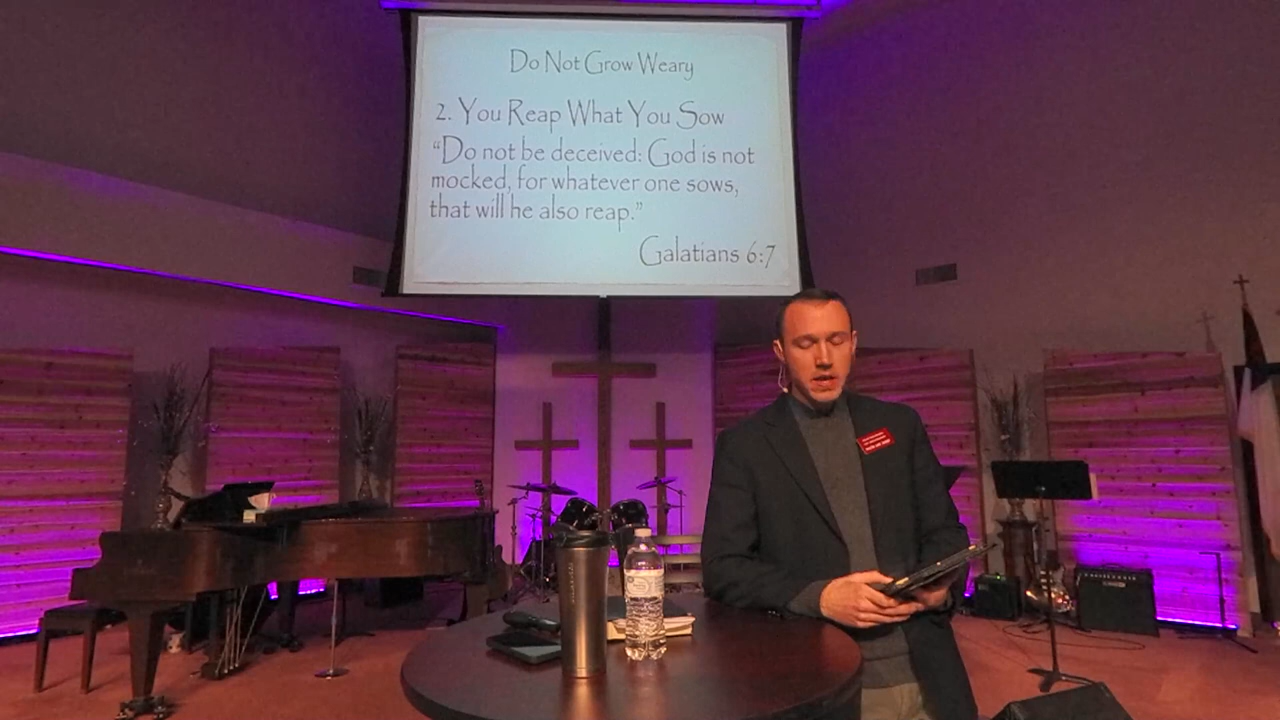 Do Not Grow Weary
2. You Reap What You Sow
“Do not be deceived: God is not
mocked, for whatever one sows,
that will he also reap.”
Galatians 6:7